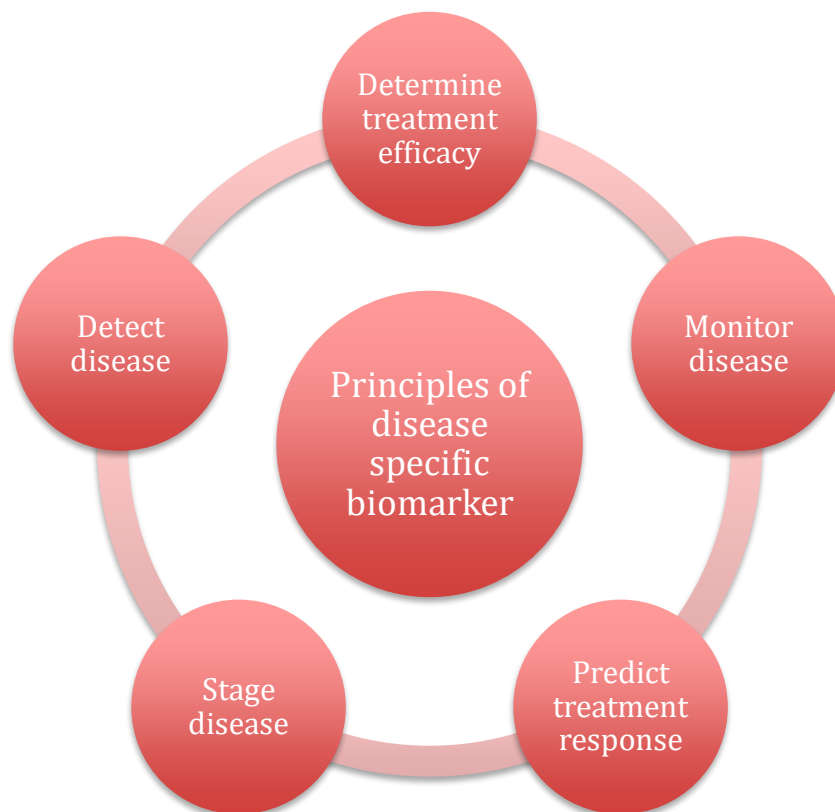 Determine
treatment
efficacy
Detect
disease
Monitor
disease
Principles of
disease
specific
biomarker
Stage
disease
Predict
treatment
response